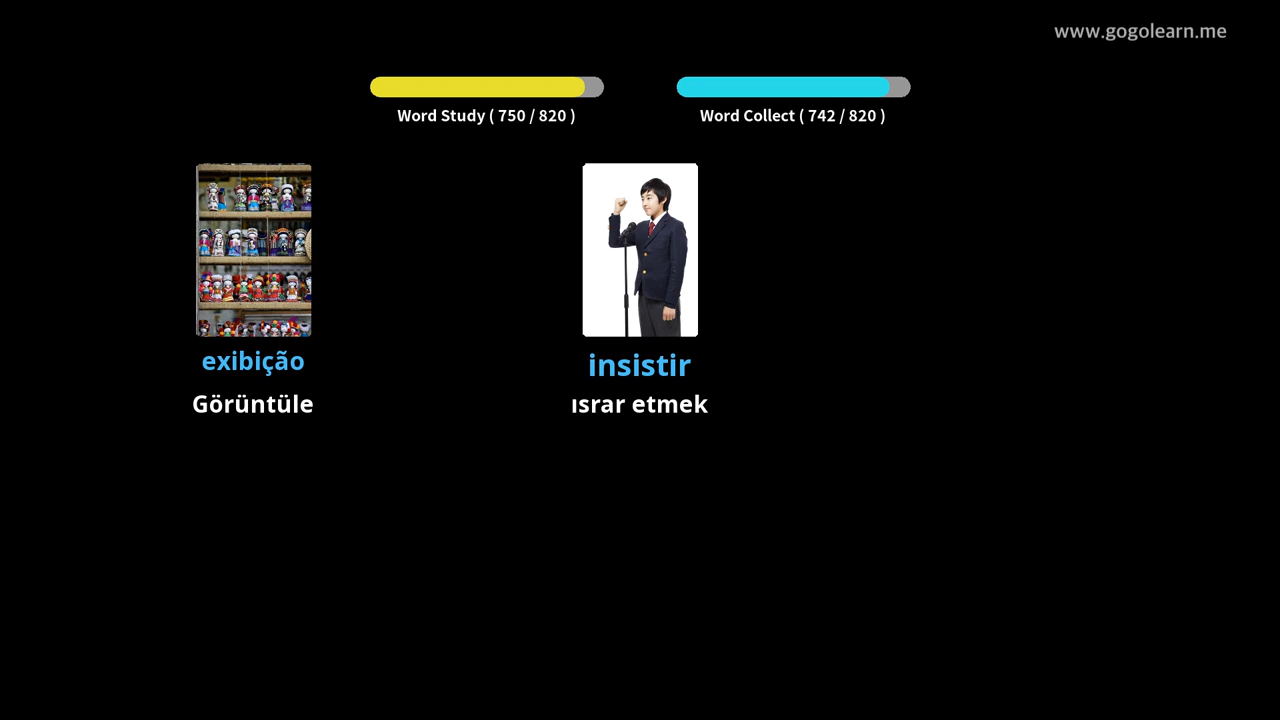 www.gogolearn.me
Word Study ( 750 / 820 )
Word Collect ( 742 / 820 )
exibição
insistir
Görüntüle
ısrar etmek